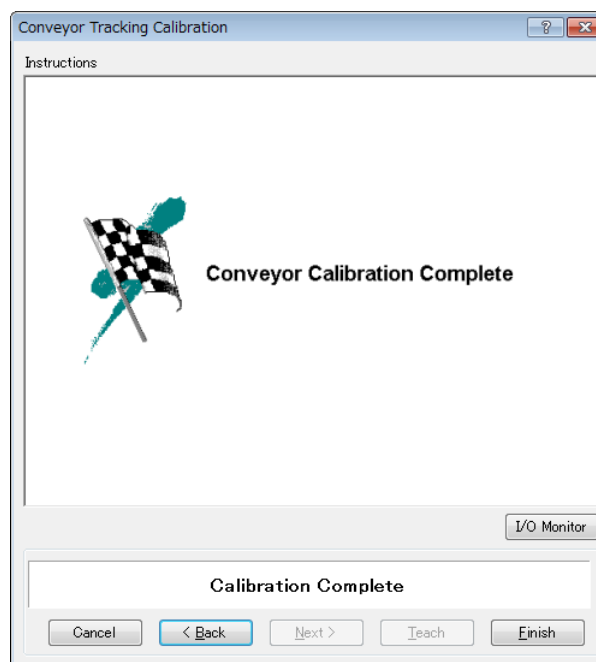 Conveyor Tracking Calibration
Instructions
Conveyor Calibration Complete
I/O Monitor
Calibration Complete
Cancel
< Back
Next >
Teach
Finish